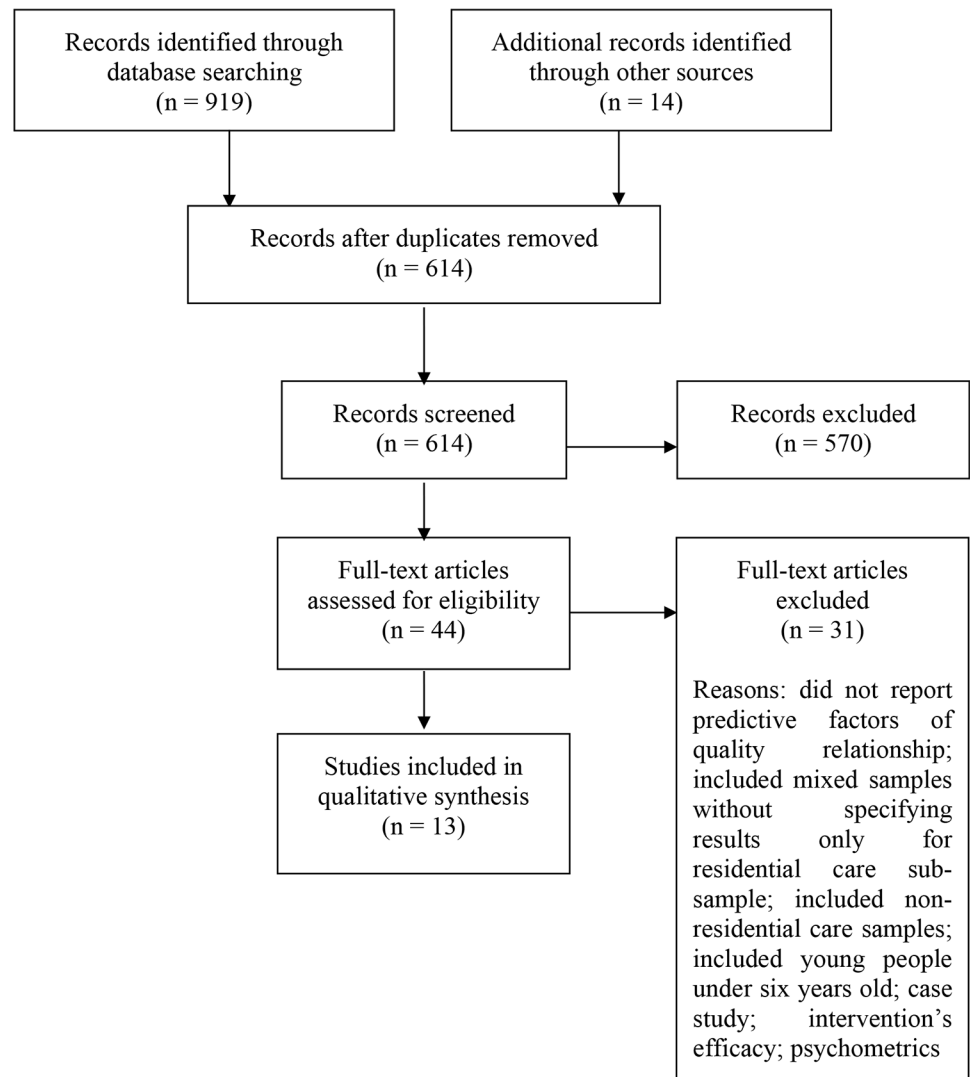 Records identified through
database searching
(n = 919)
Additional records identified
through other sources
(n = 14)
Records after duplicates removed
(n = 614)
Records screened
(n = 614)
Records excluded
(n = 570)
Full-text articles
assessed for eligibility
(n = 44)
Full-text articles
excluded
(n = 31)
Reasons: did not report
predictive factors of
quality relationship;
included mixed samples
without specifying
results only for
residential care sub-
sample; included non-
residential care samples;
included young people
under six years old; case
study; intervention’s
efficacy; psychometrics
Studies included in
qualitative synthesis
(n = 13)